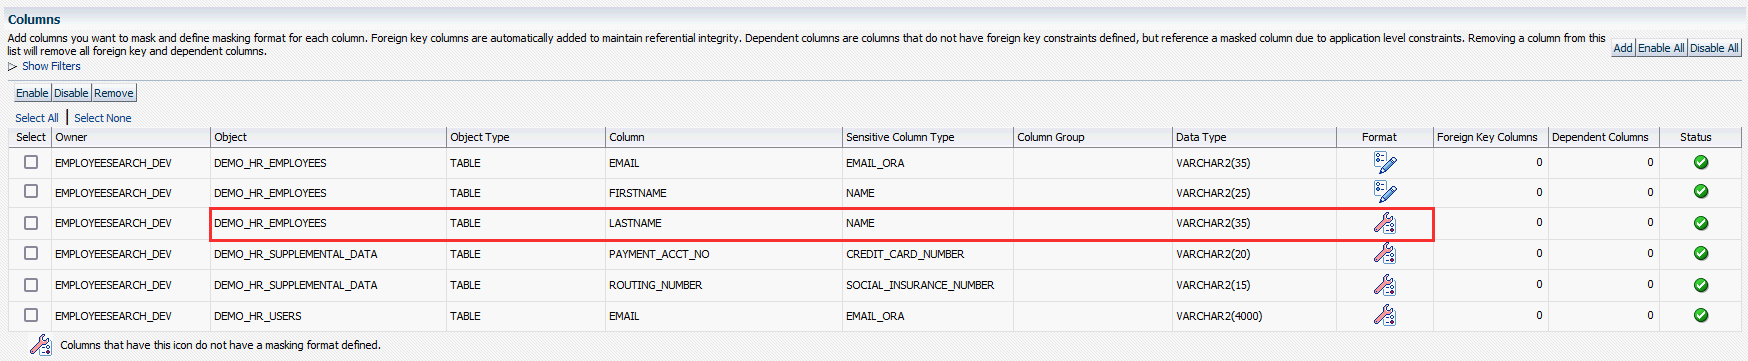 Columns
Add columns you want to mask and define masking format for each column. Foreign key columns are automatically added to maintain referential integrity. Dependent columns are columns that do not have foreign key constraints defined, but reference a masked column due to application level constraints. Removing a column from this
list will remove all foreign key and dependent columns.
Add Enable All Disable All
Show Filters
Enable Disable Remove
Select All | Select None
Select Owner Object Object Type Column Sensitive Column Type Column Group Data Type Format Foreign Key Columns Dependent Columns Status
EMPLOYEESEARCH_DEV DEMO_HR_EMPLOYEES TABLE EMAIL EMAIL_ORA VARCHAR2(35) 0 0
EMPLOYEESEARCH_DEV DEMO_HR_EMPLOYEES TABLE FIRSTNAME NAME VARCHAR2(25) 0 0
EMPLOYEESEARCH_DEV DEMO_HR_EMPLOYEES TABLE LASTNAME NAME VARCHAR2(35) 0 0
EMPLOYEESEARCH_DEV DEMO_HR_SUPPLEMENTAL_DATA TABLE PAYMENT_ACCT_NO CREDIT_CARD_NUMBER VARCHAR2(20) 0 0
EMPLOYEESEARCH_DEV DEMO_HR_SUPPLEMENTAL_DATA TABLE ROUTING_NUMBER SOCIAL_INSURANCE_NUMBER VARCHAR2(15) 0 0
EMPLOYEESEARCH_DEV DEMO_HR_USERS TABLE EMAIL EMAIL_ORA VARCHAR2(4000) 0 0
Columns that have this icon do not have a masking format defined.